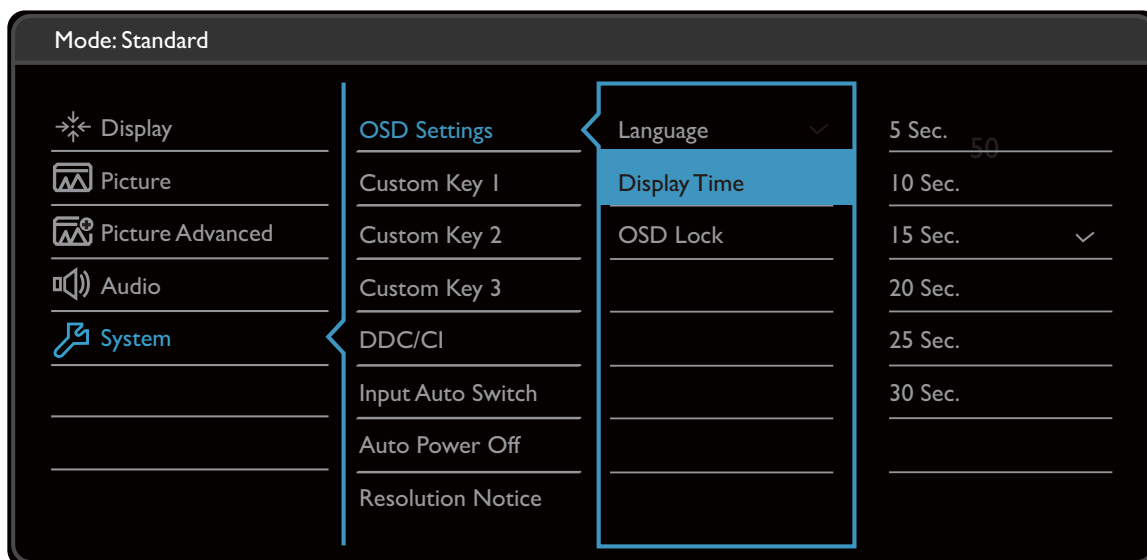 Mode: Standard
Display
Picture
Picture Advanced
Audio
System
OSD Settings
Custom Key 1
Custom Key 2
Custom Key 3
DDC/CI
Input Auto Switch
Auto Power Off
Resolution Notice
Language
Display Time
OSD Lock
5 Sec.
50
10 Sec.
15 Sec.
20 Sec.
25 Sec.
30 Sec.